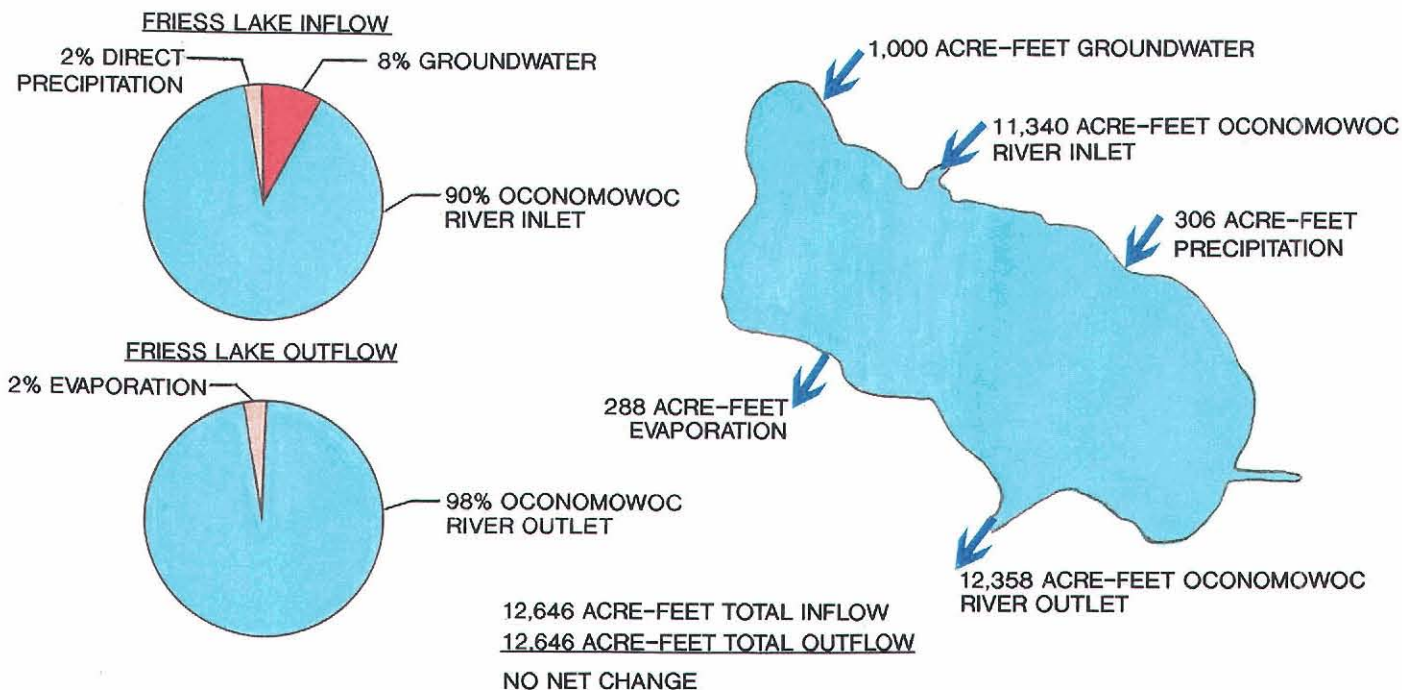 FRIESS LAKE INFLOW
2% DIRECT
PRECIPITATION
8% GROUNDWATER
90% OCONOMOWOC
RIVER INLET
FRIESS LAKE OUTFLOW
2% EVAPORATION
98% OCONOMOWOC
RIVER OUTLET
1,000 ACRE-FEET GROUNDWATER
11,340 ACRE-FEET OCONOMOWOC
RIVER INLET
306 ACRE-FEET
PRECIPITATION
288 ACRE-FEET
EVAPORATION
12,358 ACRE-FEET OCONOMOWOC
RIVER OUTLET
12,646 ACRE-FEET TOTAL INFLOW
12,646 ACRE-FEET TOTAL OUTFLOW
NO NET CHANGE